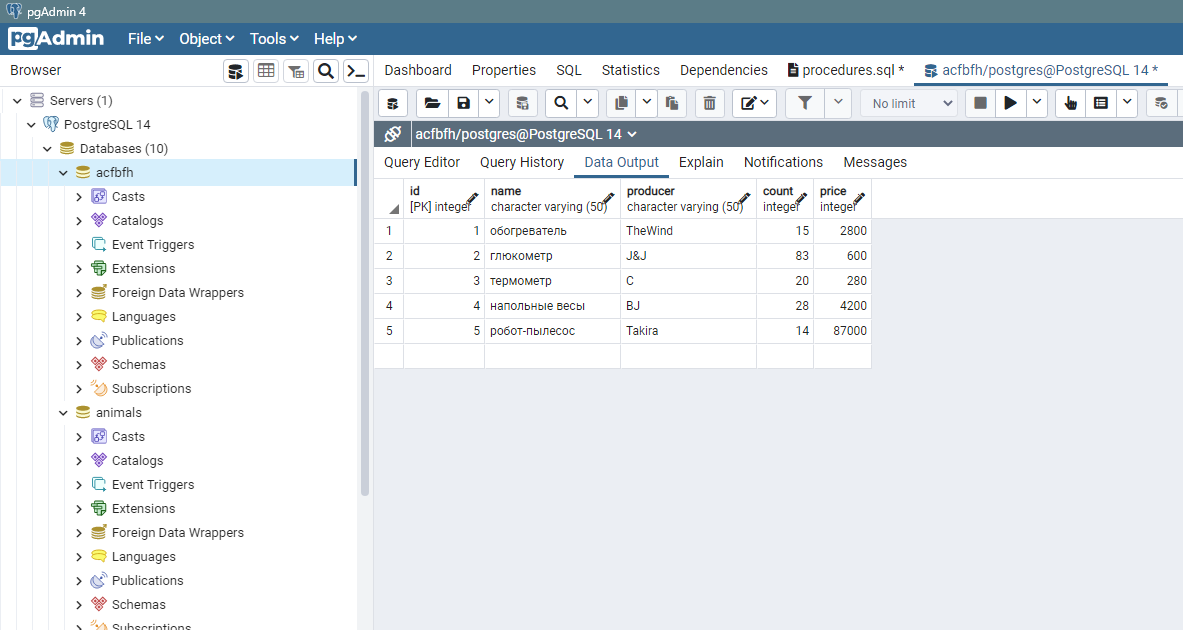 pgAdmin 4
pgAdmin File Object Tools Help
Browser
Dashboard Properties SQL Statistics Dependencies procedures.sql * acfbfh/postgres@PostgreSQL 14 *
No limit
acfbfh/postgres@PostgreSQL 14
Query Editor Query History Data Output Explain Notifications Messages
Servers (1)
PostgreSQL 14
Databases (10)
acfbfh
Casts
Catalogs
Event Triggers
Extensions
Foreign Data Wrappers
Languages
Publications
Schemas
Subscriptions
animals
Casts
Catalogs
Event Triggers
Extensions
Foreign Data Wrappers
Languages
Publications
Schemas
Subscriptions
id name producer count price
[PK] integer character varying (50) character varying (50) integer integer
1 1 обогреватель TheWind 15 2800
2 2 глюкометр J&J 83 600
3 3 термометр C 20 280
4 4 напольные весы BJ 28 4200
5 5 робот-пылесос Takira 14 87000